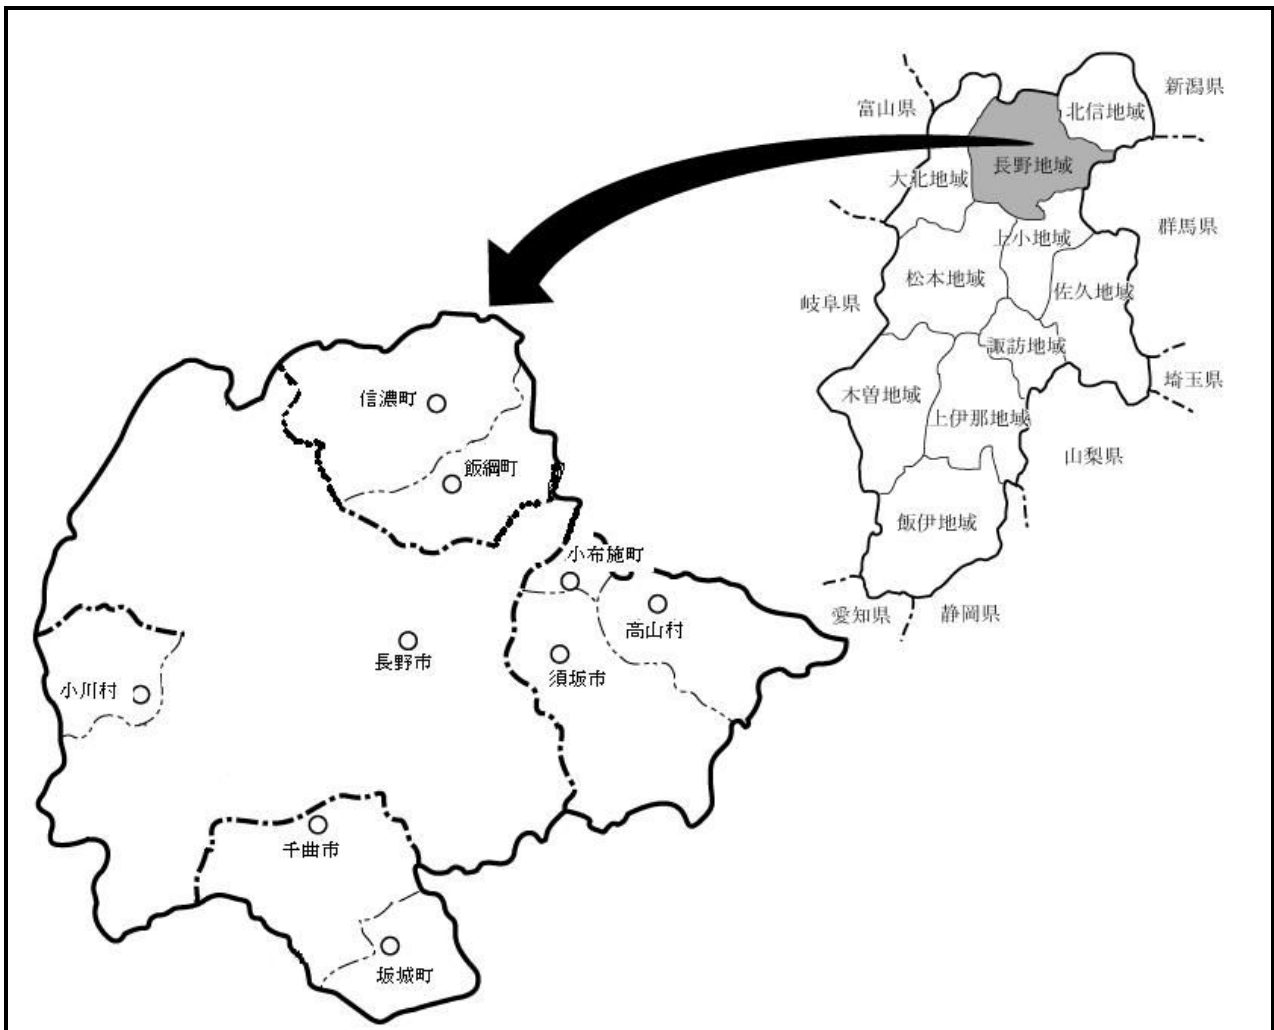 新潟県
富山県
北信地域
長野地域
大北地域
群馬県
上小地域
松本地域
佐久地域
岐阜県
諏訪地域
埼玉県
木曽地域
上伊那地域
山梨県
飯伊地域
愛知県
静岡県
信濃町
飯綱町
小布施町
高山村
長野市
須坂市
小川村
千曲市
坂城町